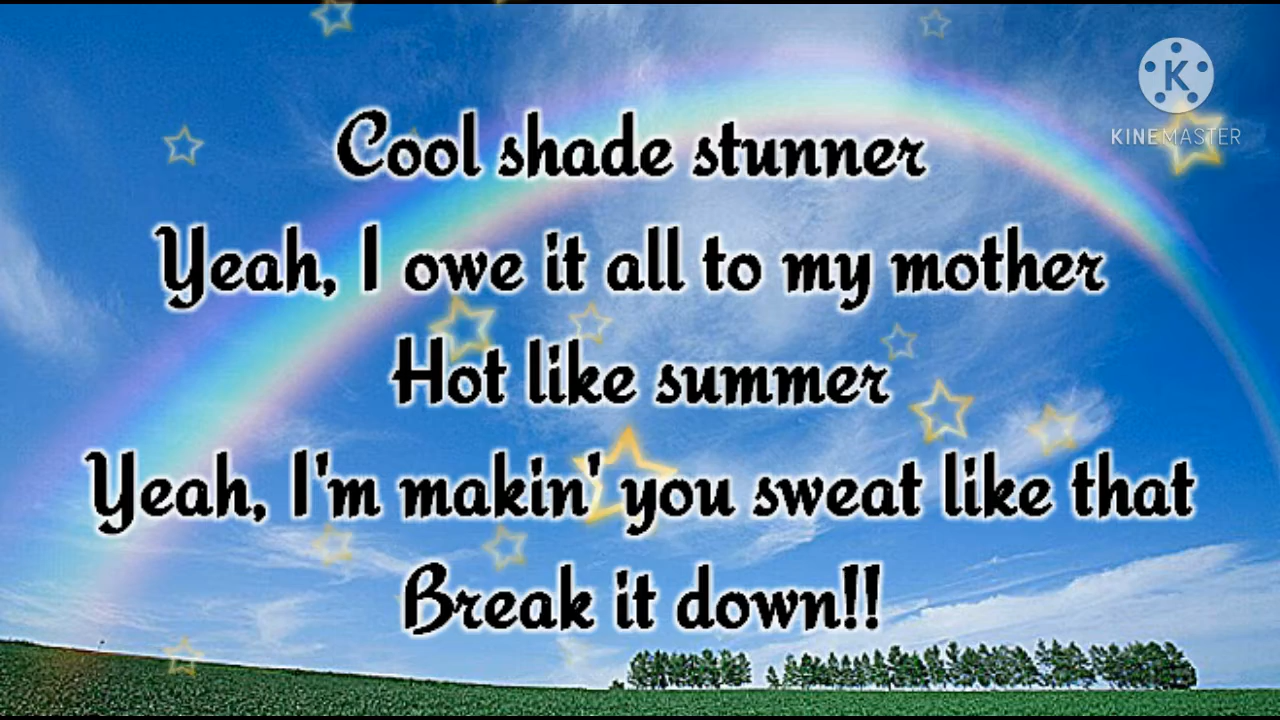 KINEMASTER
Cool shade stunner
Yeah, I owe it all to my mother
Hot like summer
Yeah, I'm makin' you sweat like that
Break it down!!